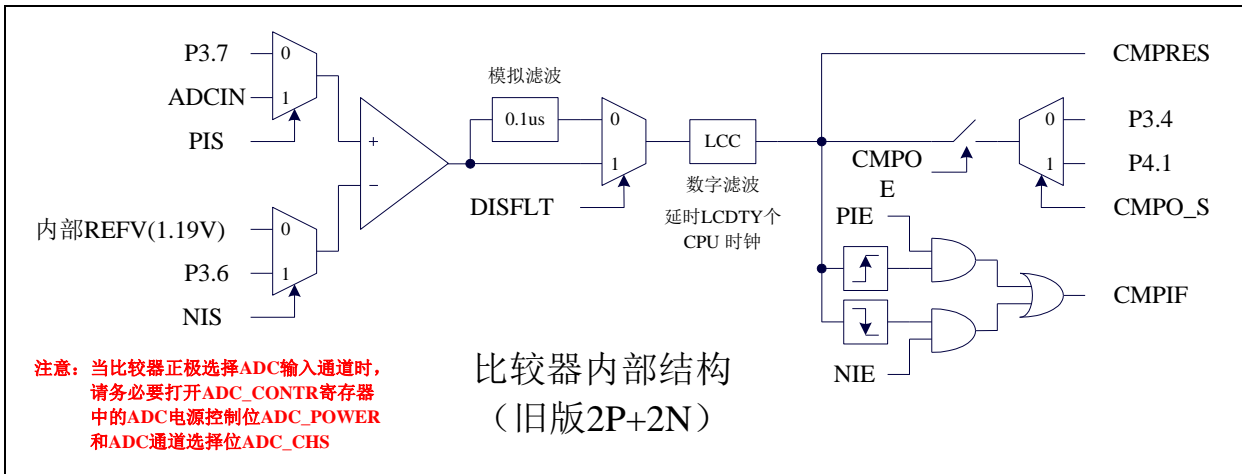 P3.7
0
ADCIN
1
PIS
+
−
内部REFV(1.19V)
0
P3.6
1
NIS
模拟滤波
0.1us
0
1
DISFLT
LCC
数字滤波
延时LCDTY个
CPU 时钟
CMPRES
CMPO
E
0
P3.4
1
P4.1
CMPO_S
PIE
NIE
CMPIF
注意：当比较器正极选择ADC输入通道时，
请务必要打开ADC_CONTR寄存器
中的ADC电源控制位ADC_POWER
和ADC通道选择位ADC_CHS
比较器内部结构
（旧版2P+2N）